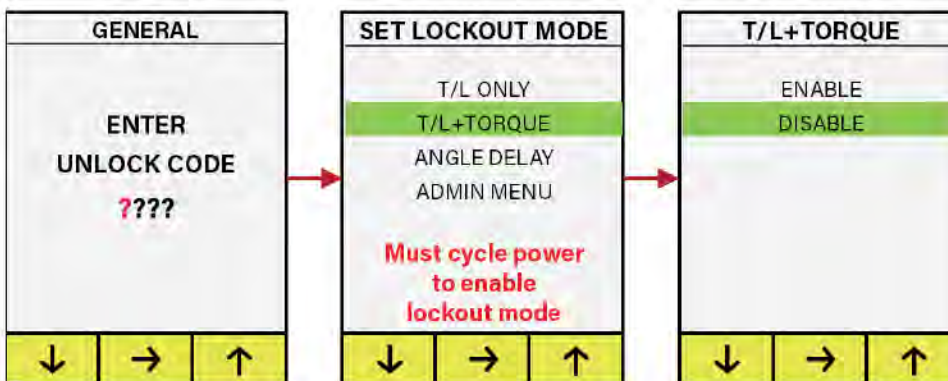 GENERAL
ENTER
UNLOCK CODE
????
↓ → ↑
SET LOCKOUT MODE
T/L ONLY
T/L+TORQUE
ANGLE DELAY
ADMIN MENU
Must cycle power
to enable
lockout mode
↓ → ↑
T/L+TORQUE
ENABLE
DISABLE
↓ → ↑